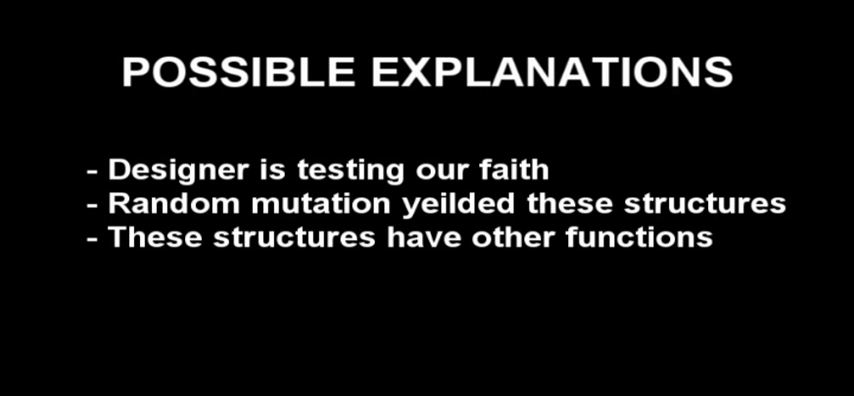 POSSIBLE EXPLANATIONS
- Designer is testing our faith
- Random mutation yeilded these structures
- These structures have other functions